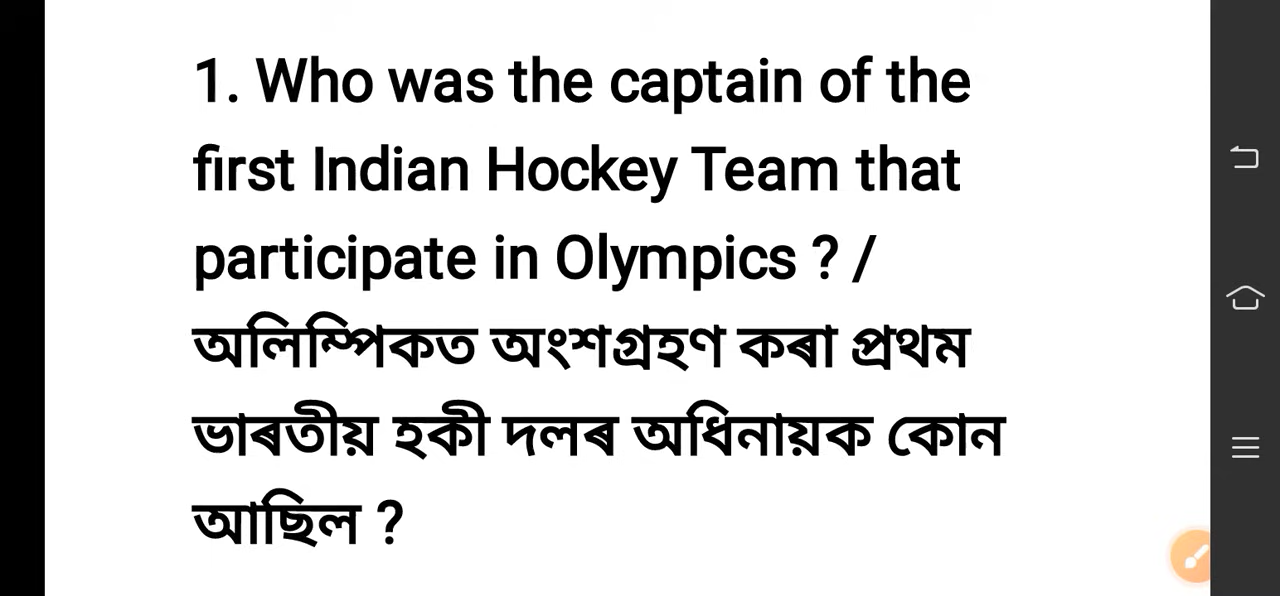 1. Who was the captain of the
first Indian Hockey Team that
participate in Olympics ? /
অলিম্পিকত অংশগ্ৰহণ কৰা প্ৰথম
ভাৰতীয় হকী দলৰ অধিনায়ক কোন
আছিল ?